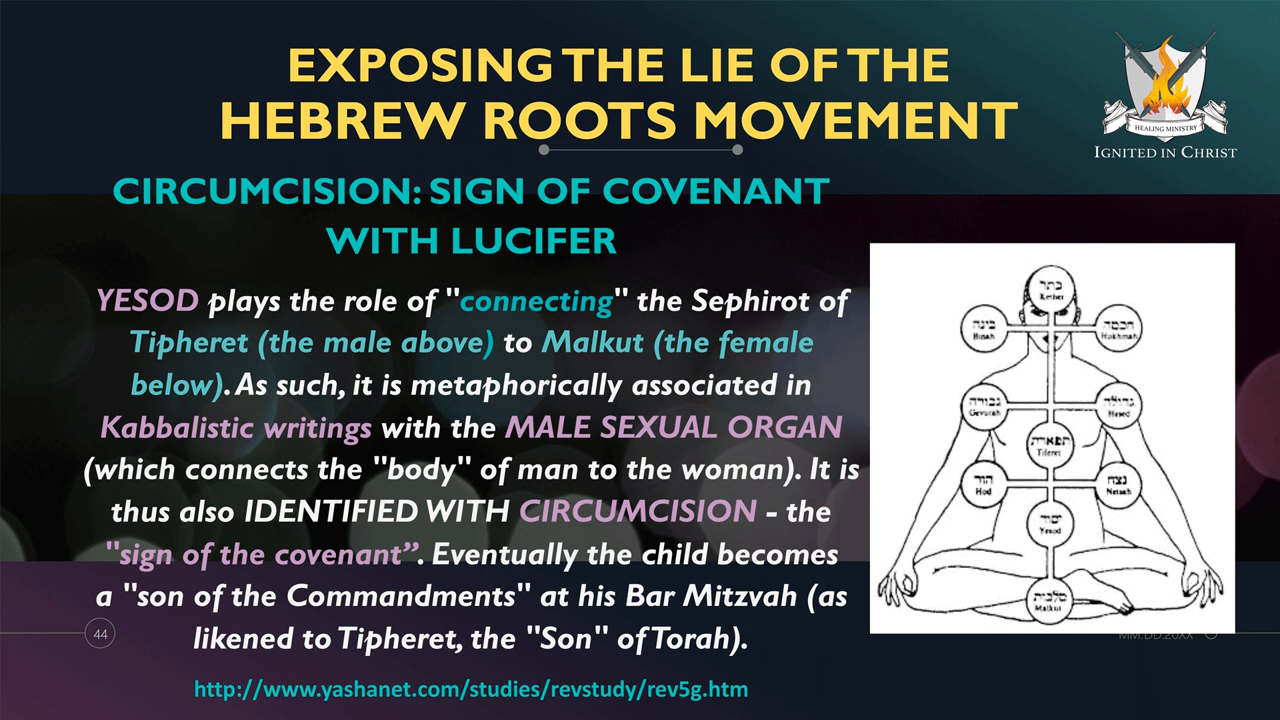 EXPOSING THE LIE OF THE
HEBREW ROOTS MOVEMENT
HEALING MINISTRY
IGNITED IN CHRIST
CIRCUMCISION: SIGN OF COVENANT
WITH LUCIFER
YESOD plays the role of "connecting" the Sephirot of
Tipheret (the male above) to Malkut (the female
below). As such, it is metaphorically associated in
Kabbalistic writings with the MALE SEXUAL ORGAN
(which connects the "body" of man to the woman). It is
thus also IDENTIFIED WITH CIRCUMCISION - the
"sign of the covenant”. Eventually the child becomes
a "son of the Commandments" at his Bar Mitzvah (as
likened to Tipheret, the "Son" of Torah).
http://www.yashanet.com/studies/revstudy/rev5g.htm
44
כתר
Kether
בינה
Binah
חכמה
Hokhmah
גבורה
Gevurah
גדולה
Hesed
תפארת
Tiferet
הוד
Hod
נצח
Netsah
יסוד
Yesod
מלכות
Malkut